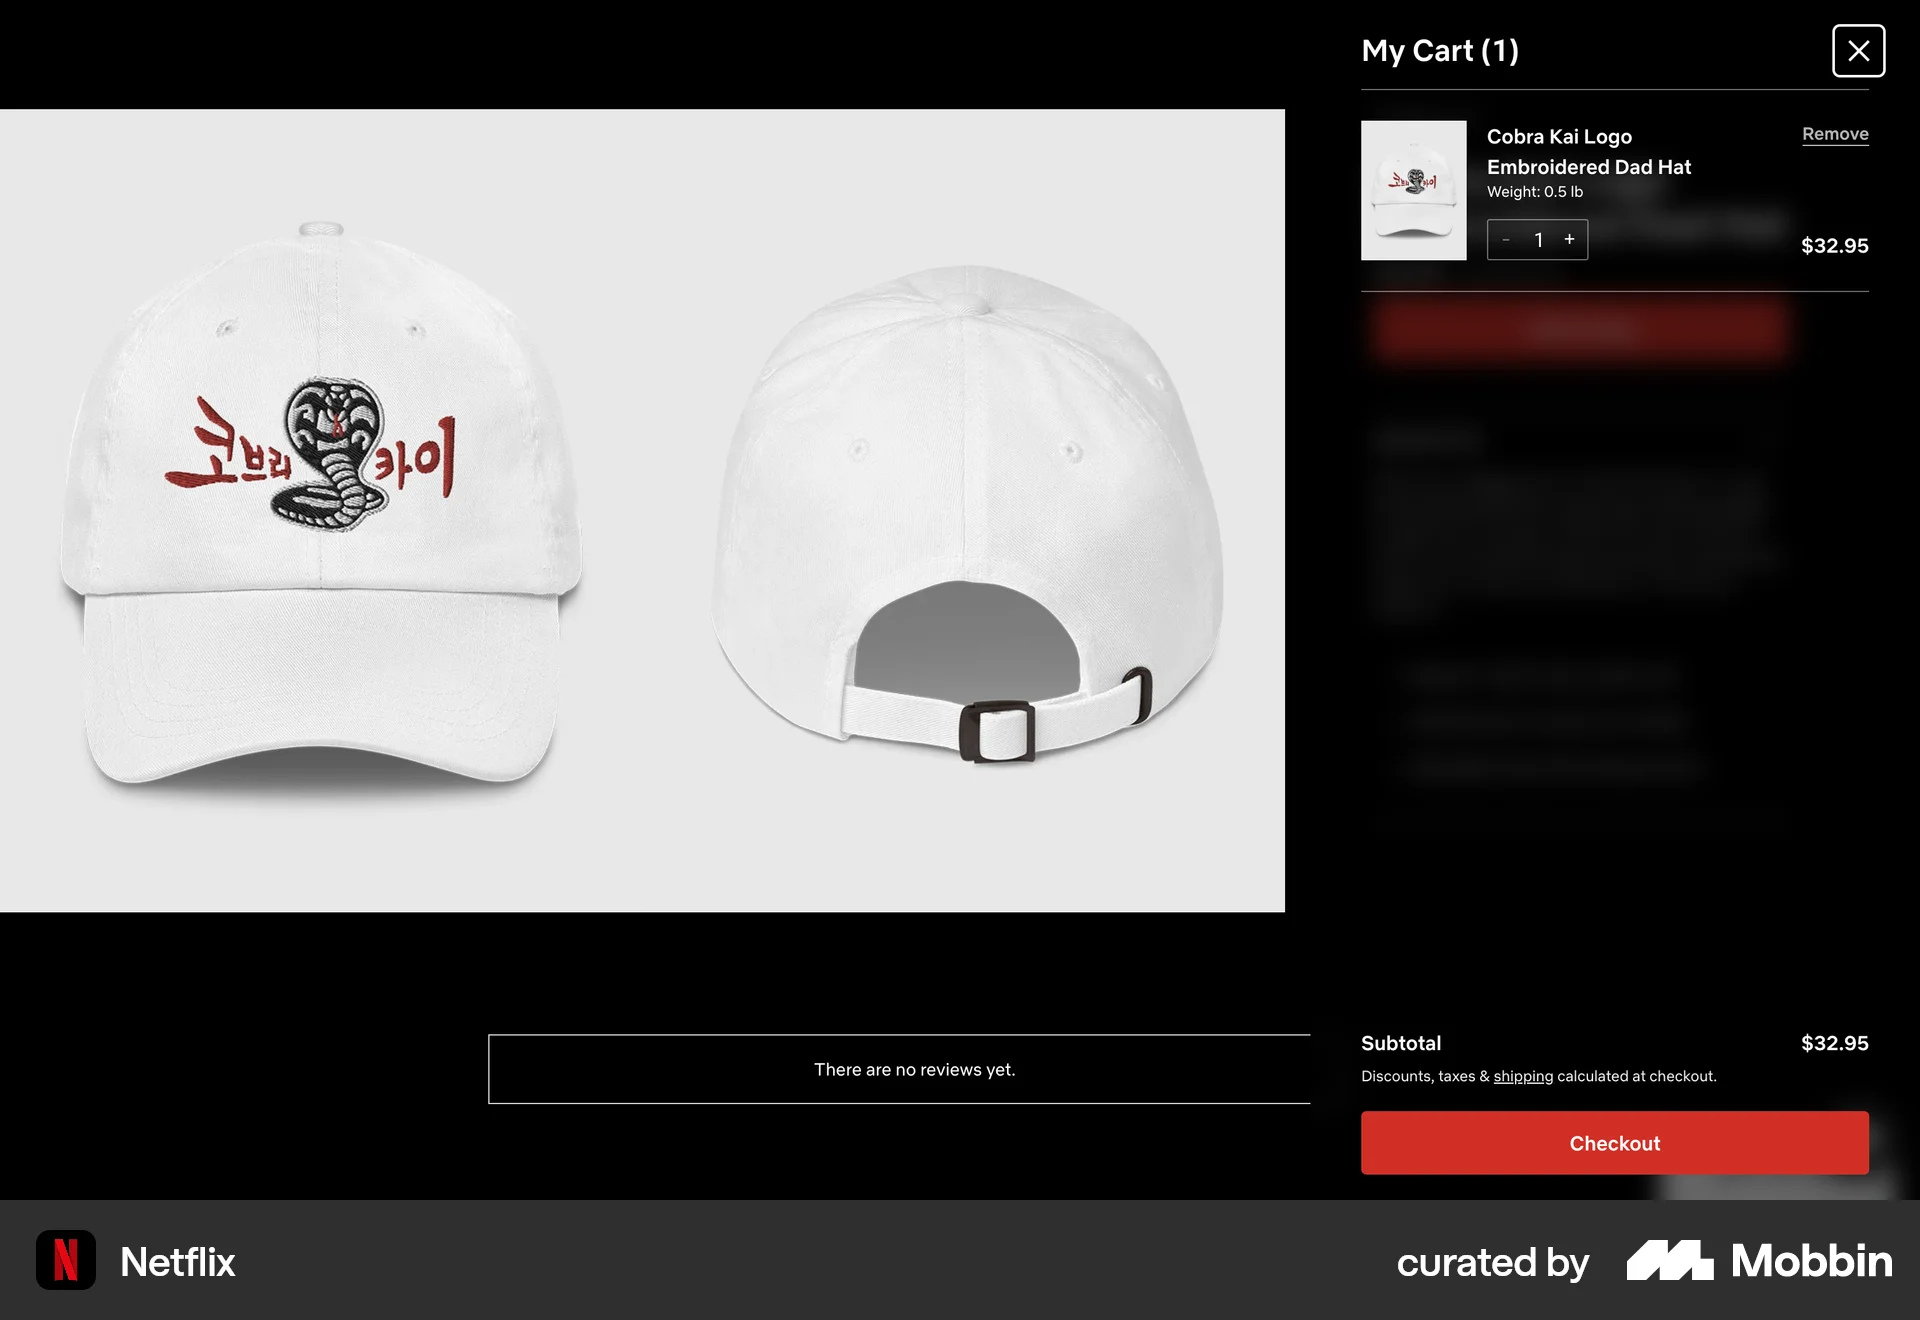 My Cart (1)
Cobra Kai Logo
Embroidered Dad Hat
Weight: 0.5 lb
Remove
- 1 +
$32.95
코브라 카이
Subtotal
$32.95
Discounts, taxes & shipping calculated at checkout.
Checkout
There are no reviews yet.
Netflix
curated by Mobbin